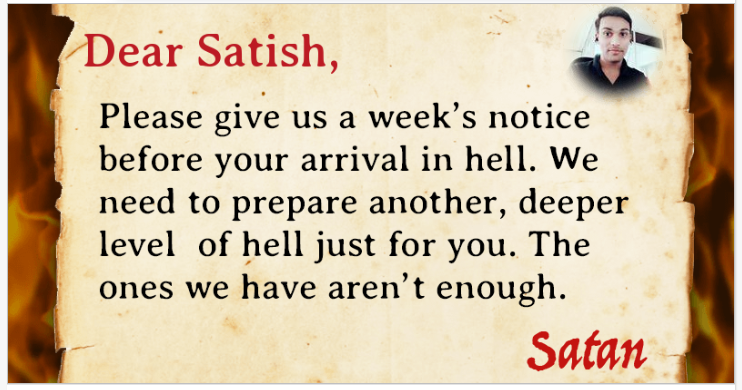 Dear Satish,
Please give us a week's notice
before your arrival in hell. We
need to prepare another, deeper
level  of hell just for you. The
ones we have aren't enough.
Satan